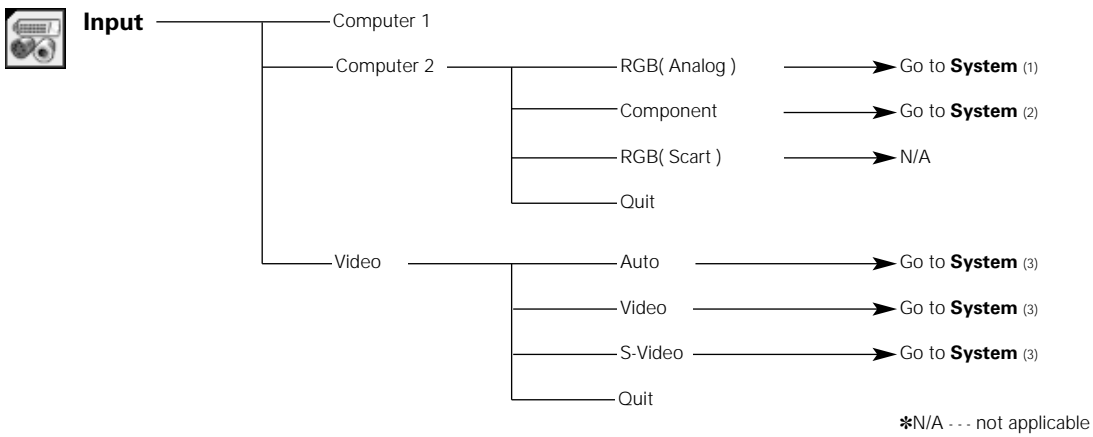 Input
Computer 1
Computer 2
RGB( Analog )
Go to System (1)
Component
Go to System (2)
RGB( Scart )
N/A
Quit
Video
Auto
Go to System (3)
Video
Go to System (3)
S-Video
Go to System (3)
Quit
✽N/A - - - not applicable